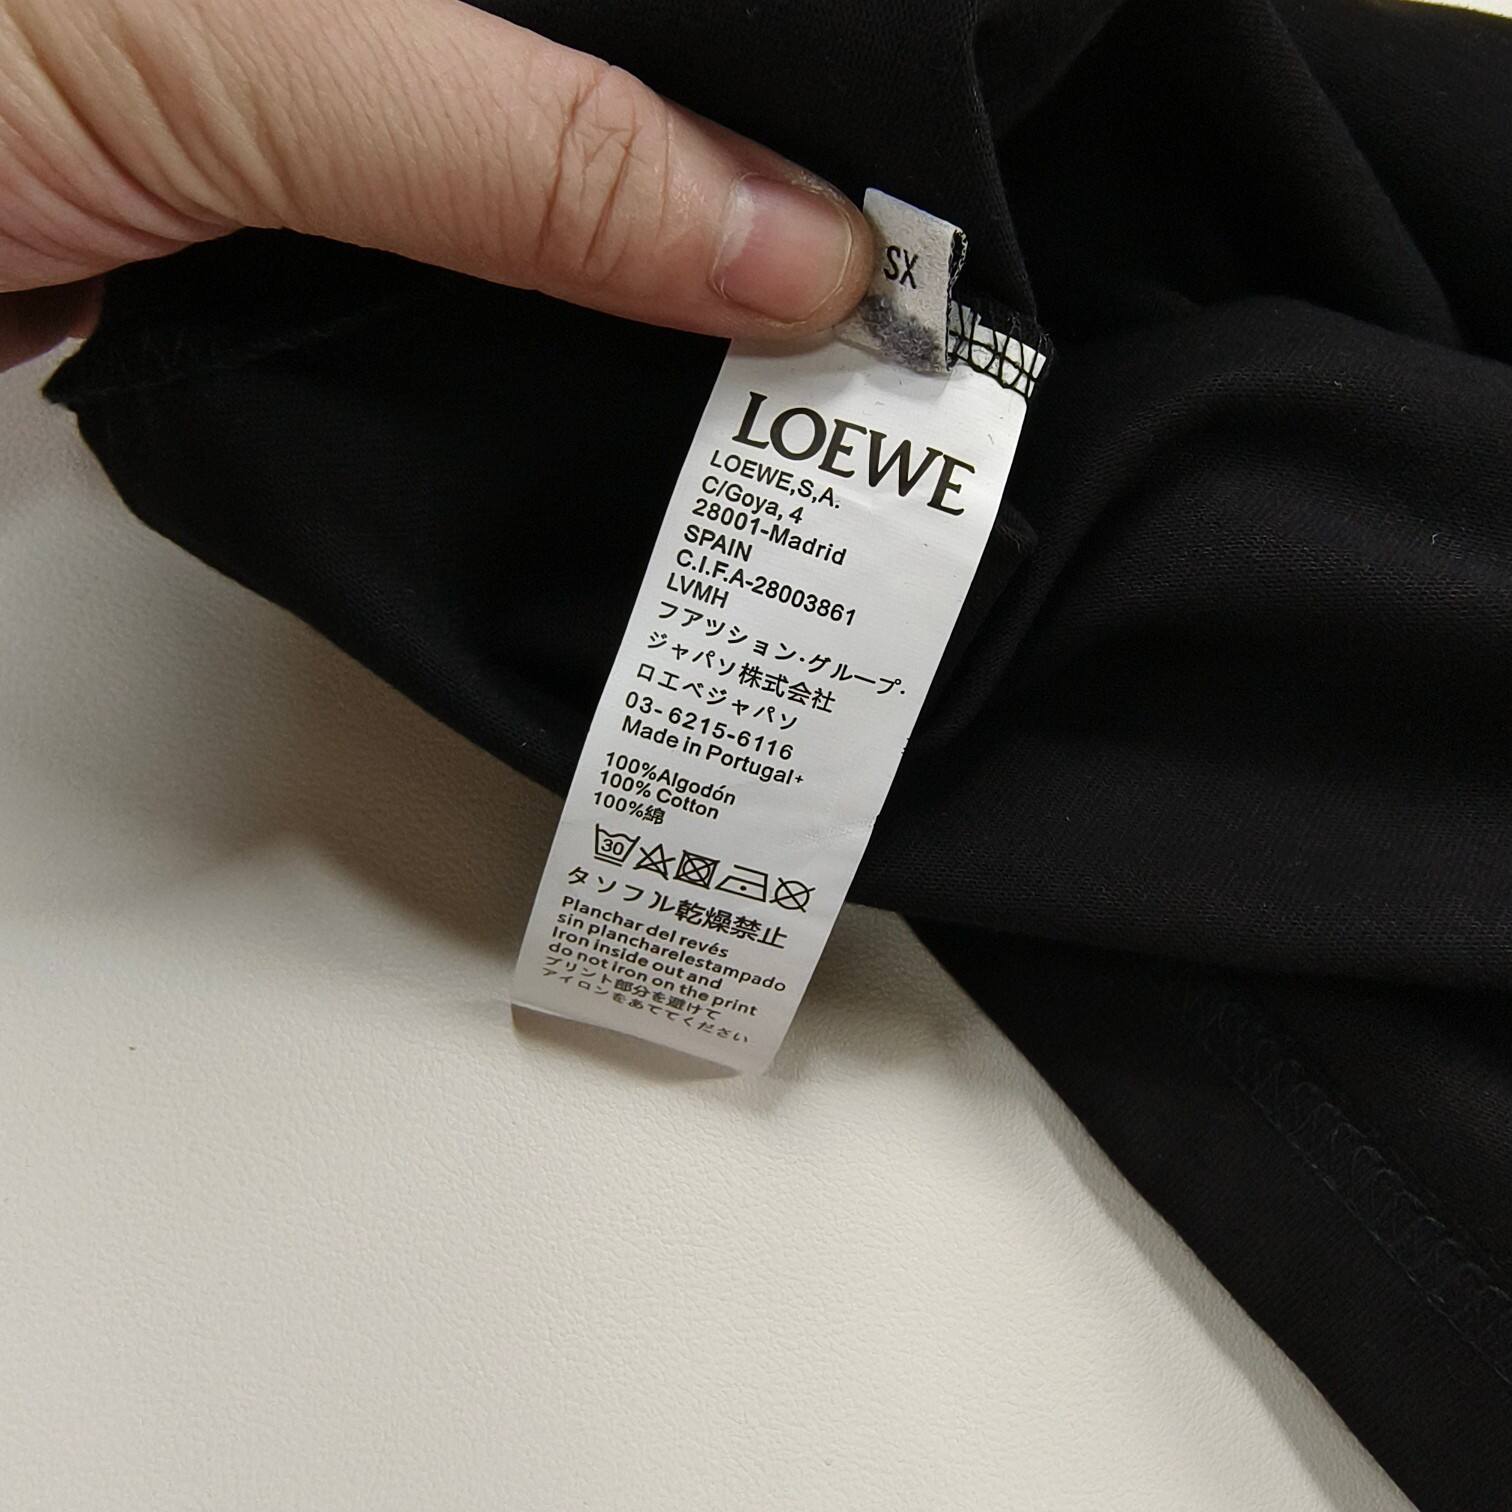 SX
LOEWE
LOEWE,S,A.
C/Goya, 4
28001-Madrid
SPAIN
C.I.F.A-28003861
LVMH
フアツション·グループ·
ジャパソ株式会社
ロエベジャパソ
03- 6215-6116
Made in Portugal+
100%Algodón
100% Cotton
100%綿
30
タソフル乾燥禁止
Planchar del revés
sin plancharelestampado
Iron inside out and
do not iron on the print
プリント部分を避けて
アイロンをあててください